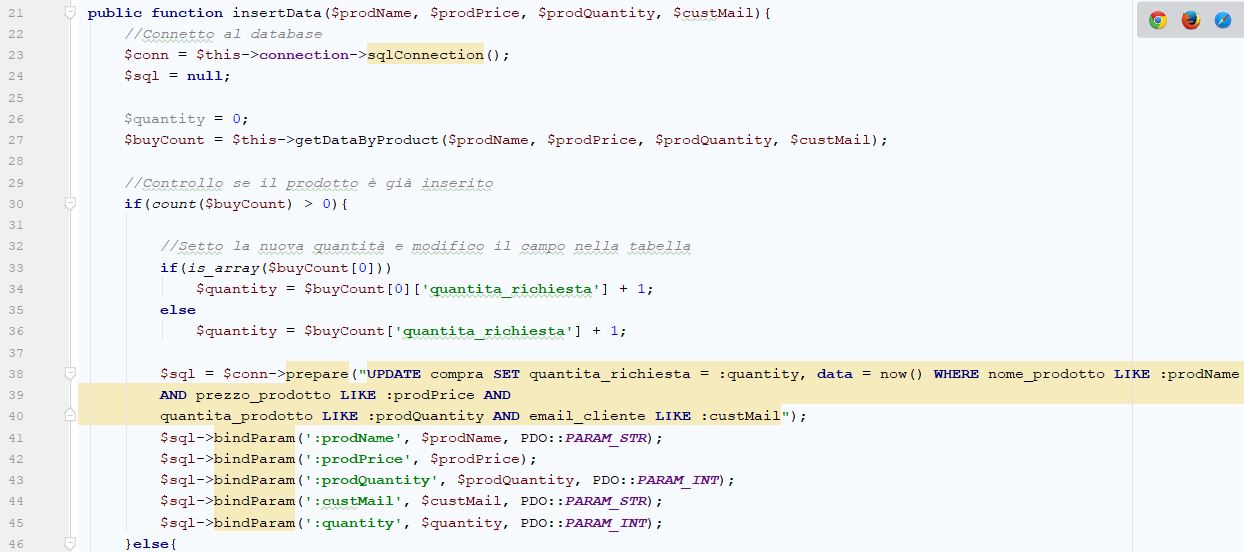 21 public function insertData($prodName, $prodPrice, $prodQuantity, $custMail){
22 //Connetto al database
23 $conn = $this->connection->sqlConnection();
24 $sql = null;
25
26 $quantity = 0;
27 $buyCount = $this->getDataByProduct($prodName, $prodPrice, $prodQuantity, $custMail);
28
29 //Controllo se il prodotto è già inserito
30 if(count($buyCount) > 0){
31
32 //Setto la nuova quantità e modifico il campo nella tabella
33 if(is_array($buyCount[0]))
34 $quantity = $buyCount[0]['quantita_richiesta'] + 1;
35 else
36 $quantity = $buyCount['quantita_richiesta'] + 1;
37
38 $sql = $conn->prepare("UPDATE compra SET quantita_richiesta = :quantity, data = now() WHERE nome_prodotto LIKE :prodName
39 AND prezzo_prodotto LIKE :prodPrice AND
40 quantita_prodotto LIKE :prodQuantity AND email_cliente LIKE :custMail");
41 $sql->bindParam(':prodName', $prodName, PDO::PARAM_STR);
42 $sql->bindParam(':prodPrice', $prodPrice);
43 $sql->bindParam(':prodQuantity', $prodQuantity, PDO::PARAM_INT);
44 $sql->bindParam(':custMail', $custMail, PDO::PARAM_STR);
45 $sql->bindParam(':quantity', $quantity, PDO::PARAM_INT);
46 }else{